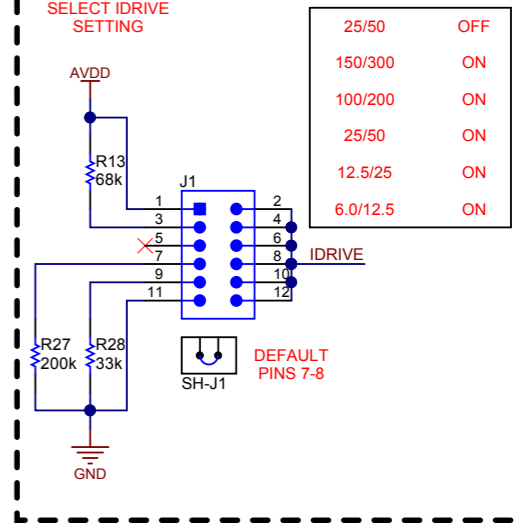 SELECT IDRIVE
SETTING
25/50 OFF
150/300 ON
100/200 ON
25/50 ON
12.5/25 ON
6.0/12.5 ON
AVDD
R13
68k
J1
1 2
3 4
5 6
7 8
9 10
11 12
IDRIVE
R27
200k
R28
33k
SH-J1
DEFAULT
PINS 7-8
GND